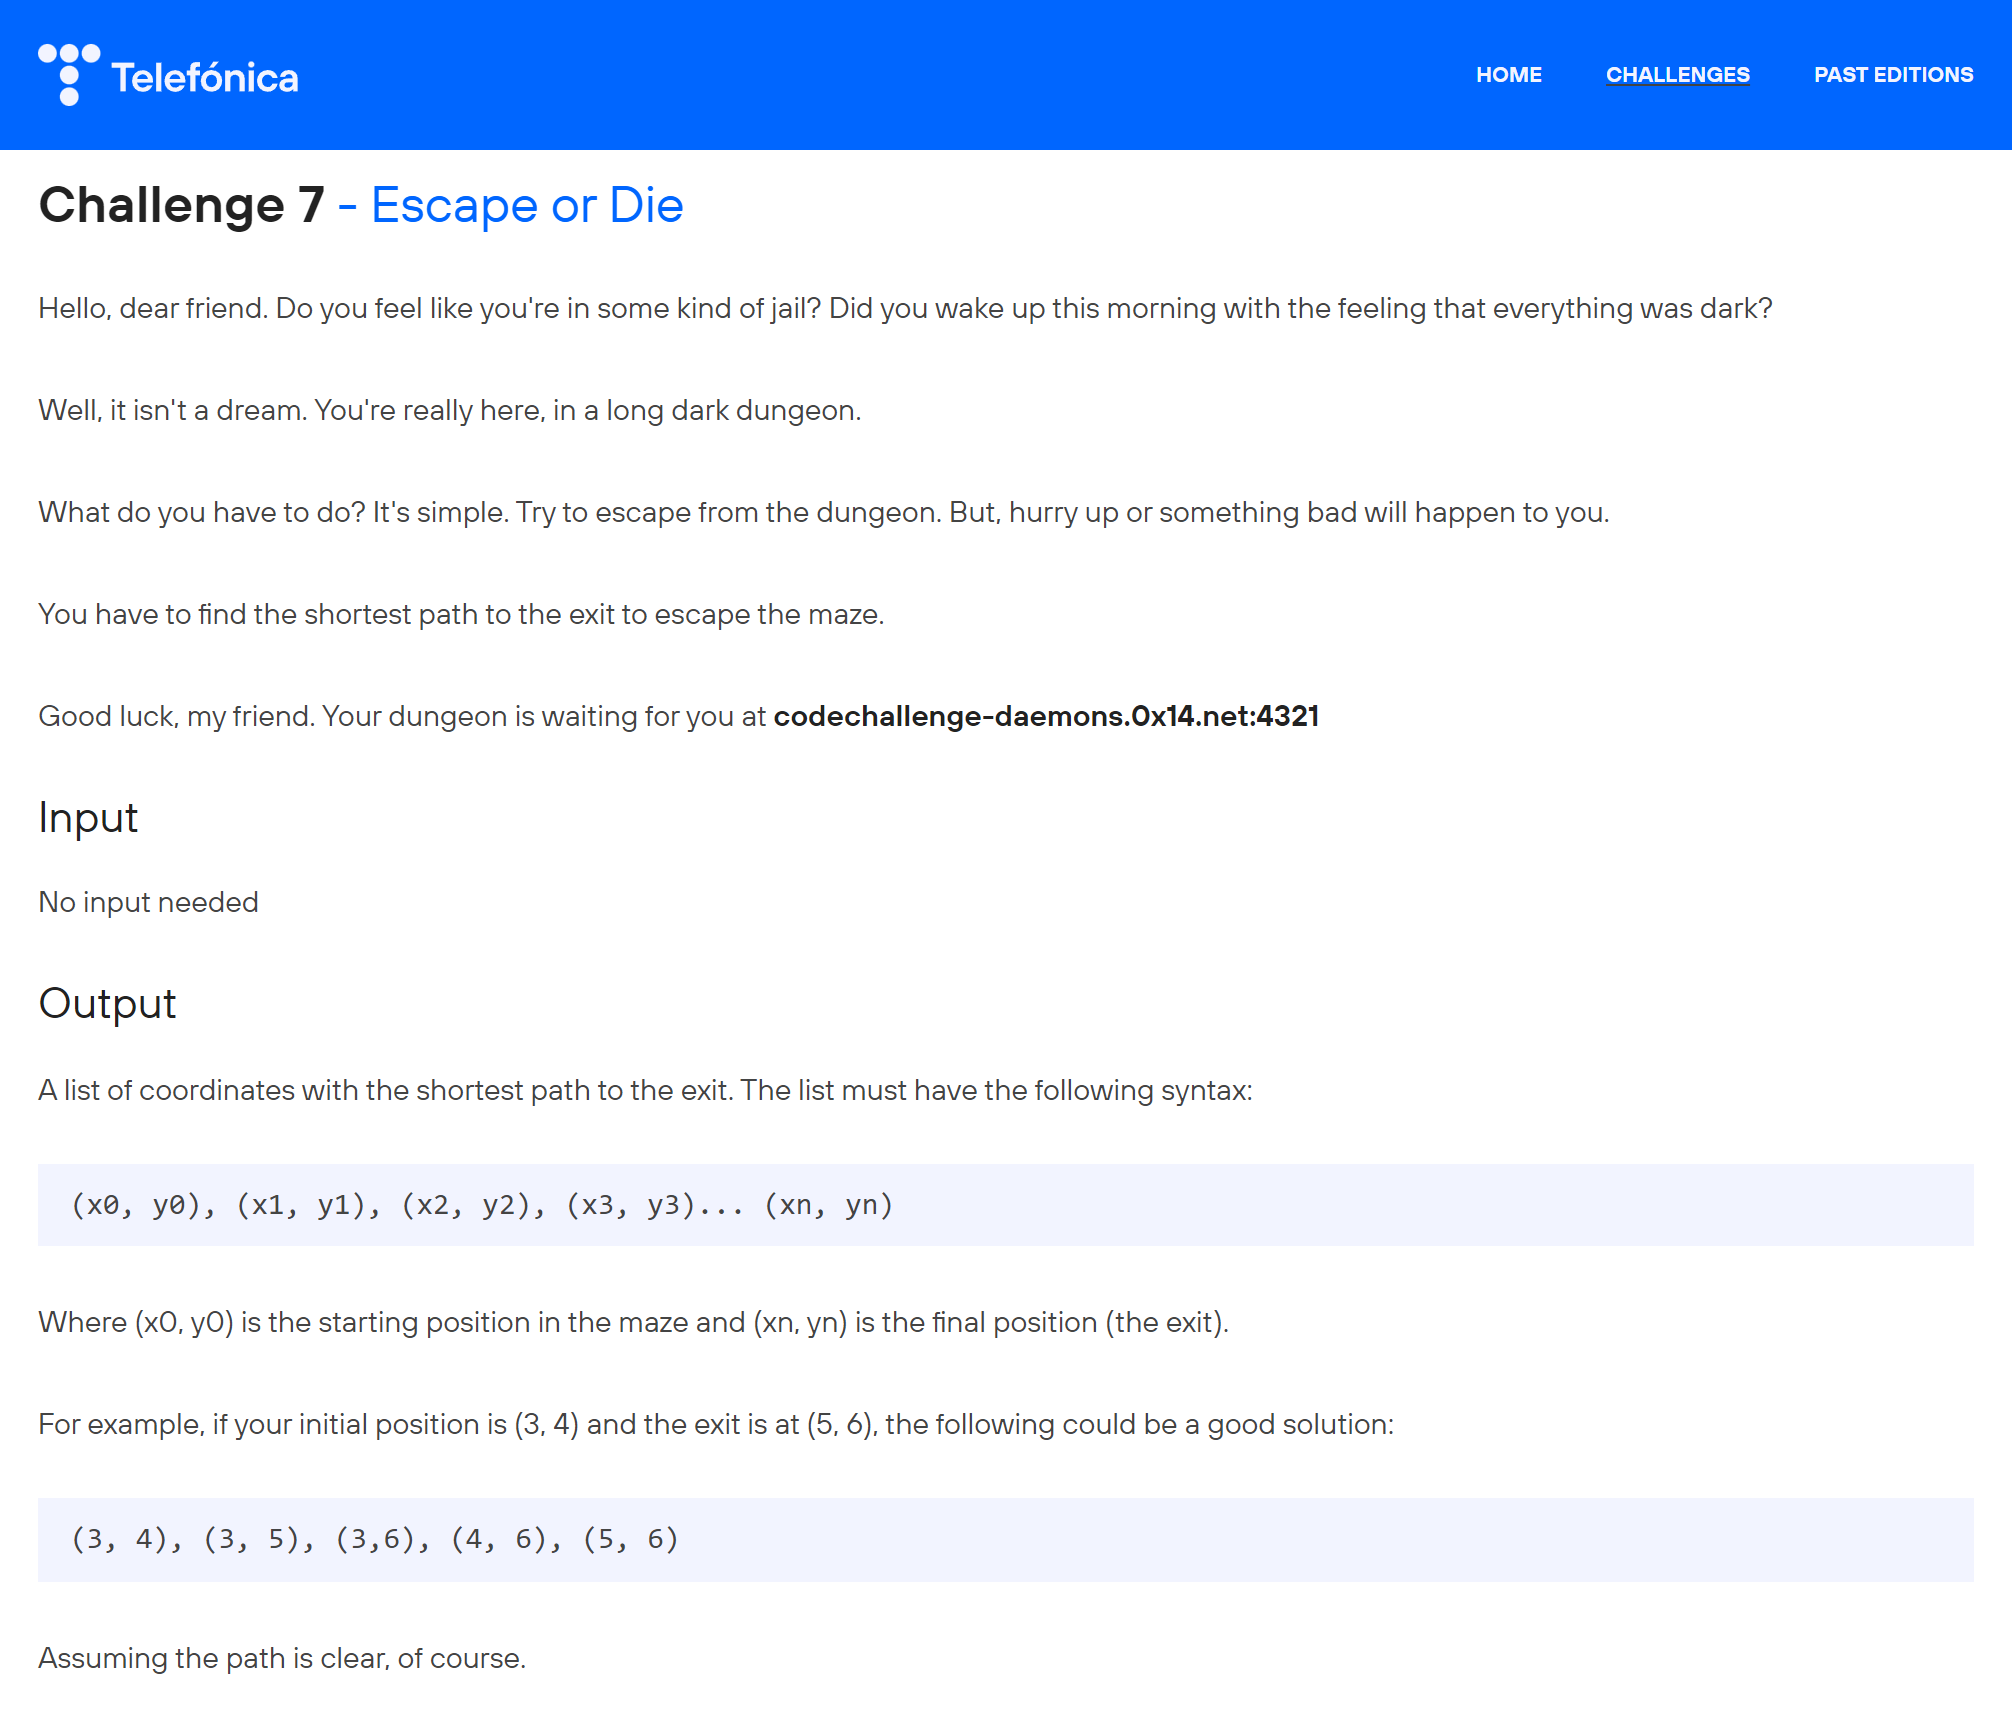 Telefónica
HOME
CHALLENGES
PAST EDITIONS
Challenge 7 - Escape or Die
Hello, dear friend. Do you feel like you're in some kind of jail? Did you wake up this morning with the feeling that everything was dark?
Well, it isn't a dream. You're really here, in a long dark dungeon.
What do you have to do? It's simple. Try to escape from the dungeon. But, hurry up or something bad will happen to you.
You have to find the shortest path to the exit to escape the maze.
Good luck, my friend. Your dungeon is waiting for you at codechallenge-daemons.0x14.net:4321
Input
No input needed
Output
A list of coordinates with the shortest path to the exit. The list must have the following syntax:
(x0, y0), (x1, y1), (x2, y2), (x3, y3)... (xn, yn)
Where (x0, y0) is the starting position in the maze and (xn, yn) is the final position (the exit).
For example, if your initial position is (3, 4) and the exit is at (5, 6), the following could be a good solution:
(3, 4), (3, 5), (3,6), (4, 6), (5, 6)
Assuming the path is clear, of course.